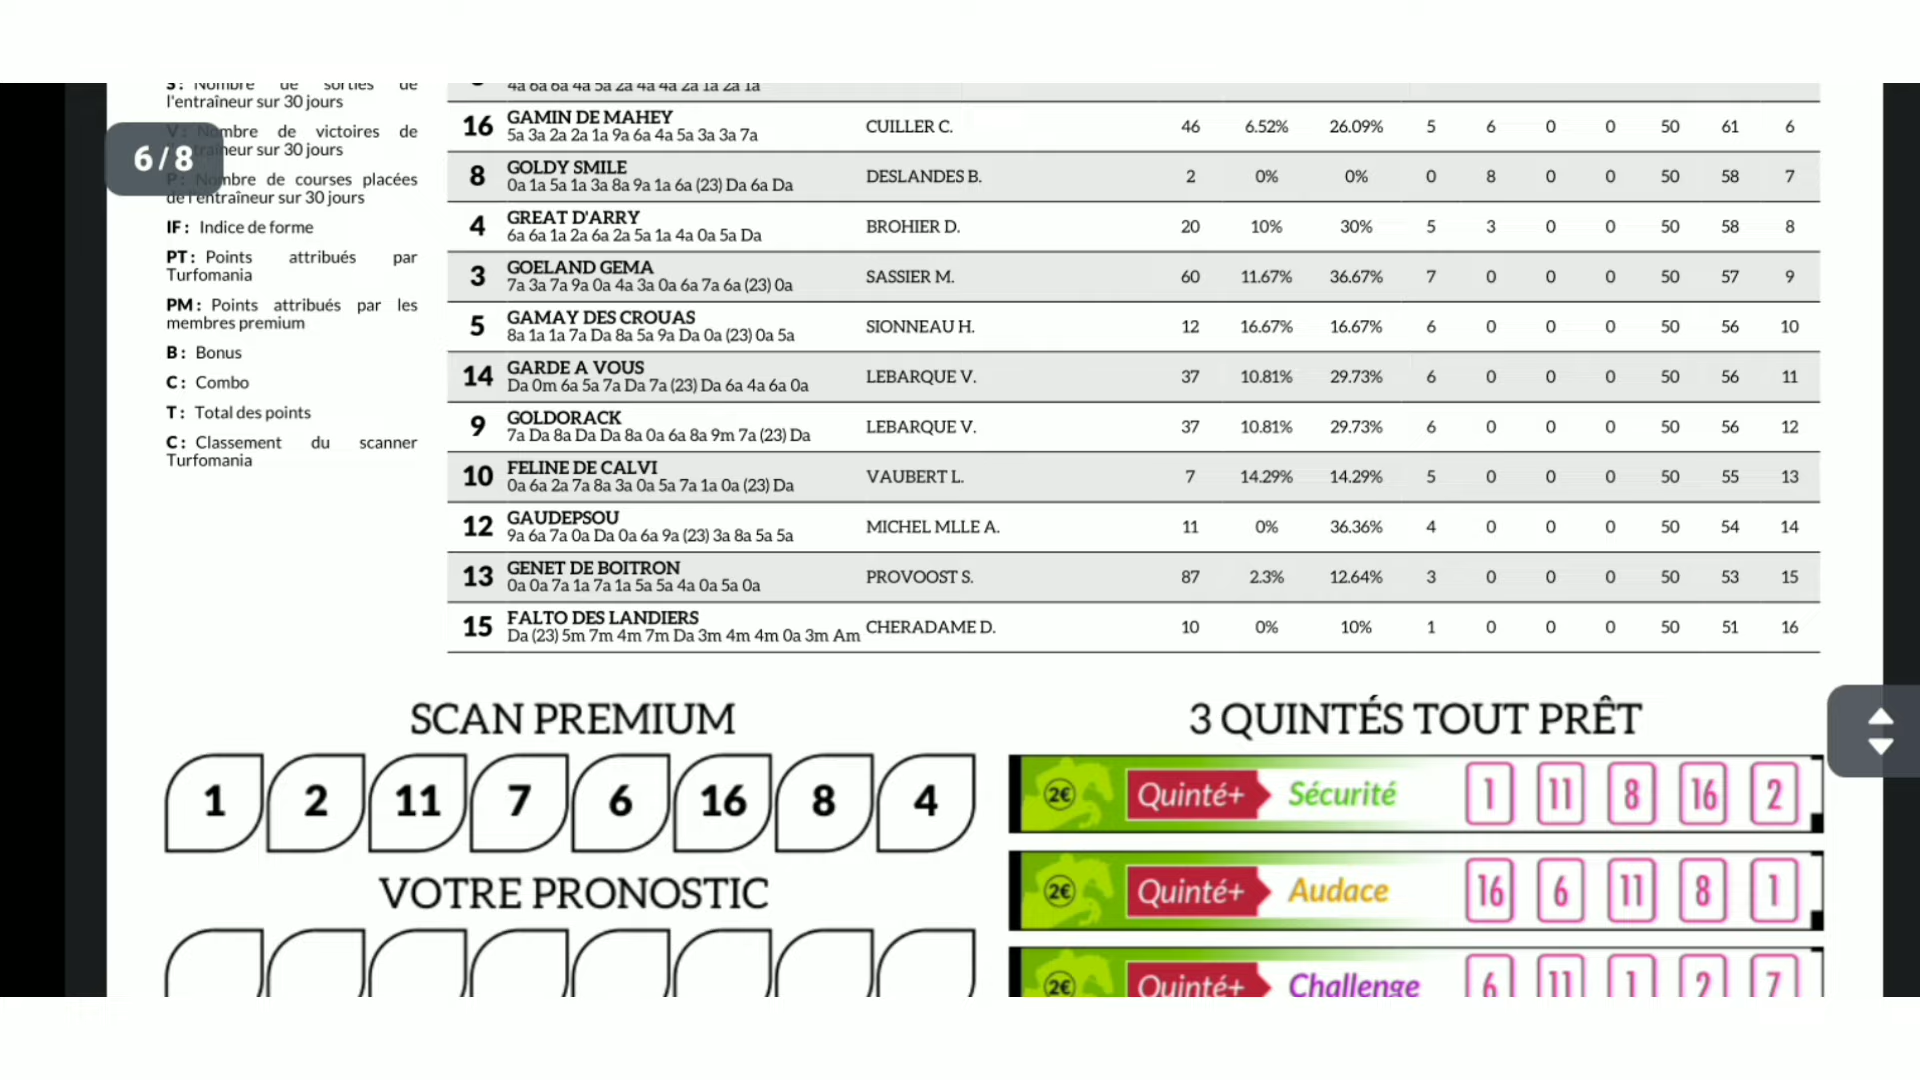 S: Nombre de sorties de
l'entraîneur sur 30 jours
V: Nombre de victoires de
l'entraîneur sur 30 jours
P: Nombre de courses placées
de l'entraîneur sur 30 jours
IF: Indice de forme
PT: Points attribués par
Turfomania
PM: Points attribués par les
membres premium
B: Bonus
C: Combo
T: Total des points
C: Classement du scanner
Turfomania
6/8
4a 6a 6a 4a 5a 2a 4a 4a 2a 1a 2a 1a
16 GAMIN DE MAHEY CUILLER C. 46 6.52% 26.09% 5 6 0 0 50 61 6
5a 3a 2a 2a 1a 9a 6a 4a 5a 3a 3a 7a
8 GOLDY SMILE DESLANDES B. 2 0% 0% 0 8 0 0 50 58 7
0a 1a 5a 1a 3a 8a 9a 1a 6a (23) Da 6a Da
4 GREAT D'ARRY BROHIER D. 20 10% 30% 5 3 0 0 50 58 8
6a 6a 1a 2a 6a 2a 5a 1a 4a 0a 5a Da
3 GOELAND GEMA SASSIER M. 60 11.67% 36.67% 7 0 0 0 50 57 9
7a 3a 7a 9a 0a 4a 3a 0a 6a 7a 6a (23) 0a
5 GAMAY DES CROUAS SIONNEAU H. 12 16.67% 16.67% 6 0 0 0 50 56 10
8a 1a 1a 7a Da 8a 5a 9a Da 0a (23) 0a 5a
14 GARDE A VOUS LEBARQUE V. 37 10.81% 29.73% 6 0 0 0 50 56 11
Da 0m 6a 5a 7a Da 7a (23) Da 6a 4a 6a 0a
9 GOLDORACK LEBARQUE V. 37 10.81% 29.73% 6 0 0 0 50 56 12
7a Da 8a Da Da 8a 0a 6a 8a 9m 7a (23) Da
10 FELINE DE CALVI VAUBERT L. 7 14.29% 14.29% 5 0 0 0 50 55 13
0a 6a 2a 7a 8a 3a 0a 5a 7a 1a 0a (23) Da
12 GAUDEPSOU MICHEL MLLE A. 11 0% 36.36% 4 0 0 0 50 54 14
9a 6a 7a 0a Da 0a 6a 9a (23) 3a 8a 5a 5a
13 GENET DE BOITRON PROVOOST S. 87 2.3% 12.64% 3 0 0 0 50 53 15
0a 0a 7a 1a 7a 1a 5a 5a 4a 0a 5a 0a
15 FALTO DES LANDIERS CHERADAME D. 10 0% 10% 1 0 0 0 50 51 16
Da (23) 5m 7m 4m 7m Da 3m 4m 4m 0a 3m Am
SCAN PREMIUM
1 2 11 7 6 16 8 4
VOTRE PRONOSTIC
3 QUINTÉS TOUT PRÊT
2€ Quinté+ Sécurité 1 11 8 16 2
2€ Quinté+ Audace 16 6 11 8 1
2€ Quinté+ Challenge 6 11 1 2 7